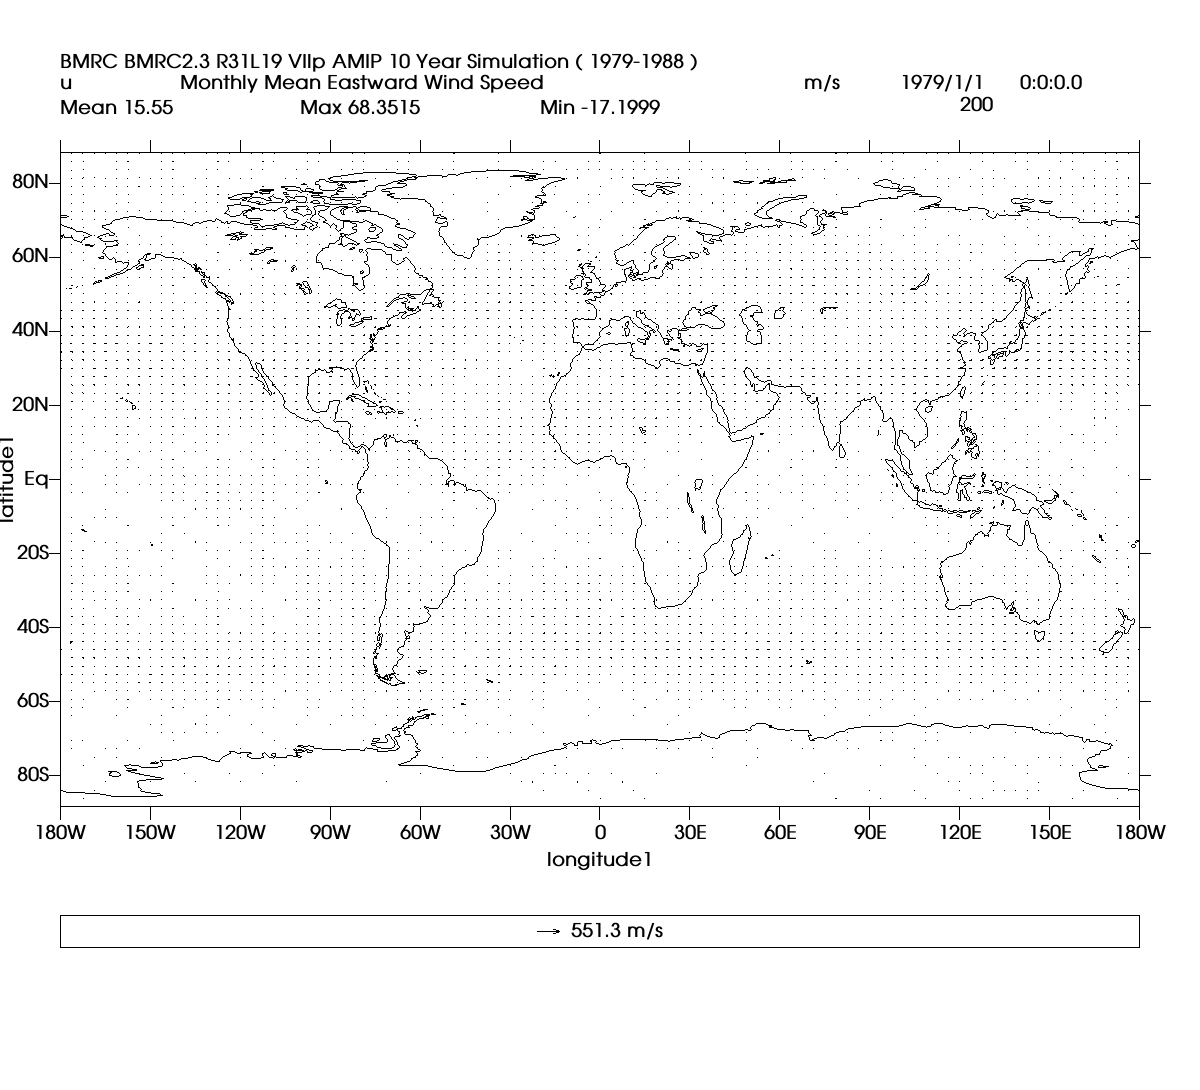 BMRC BMRC2.3 R31L19 VIIp AMIP 10 Year Simulation ( 1979-1988 )
u Monthly Mean Eastward Wind Speed m/s 1979/1/1 0:0:0.0
Mean 15.55 Max 68.3515 Min -17.1999 200
80N
60N
40N
20N
Eq
20S
40S
60S
80S
latitude1
180W 150W 120W 90W 60W 30W 0 30E 60E 90E 120E 150E 180W
longitude1
551.3 m/s